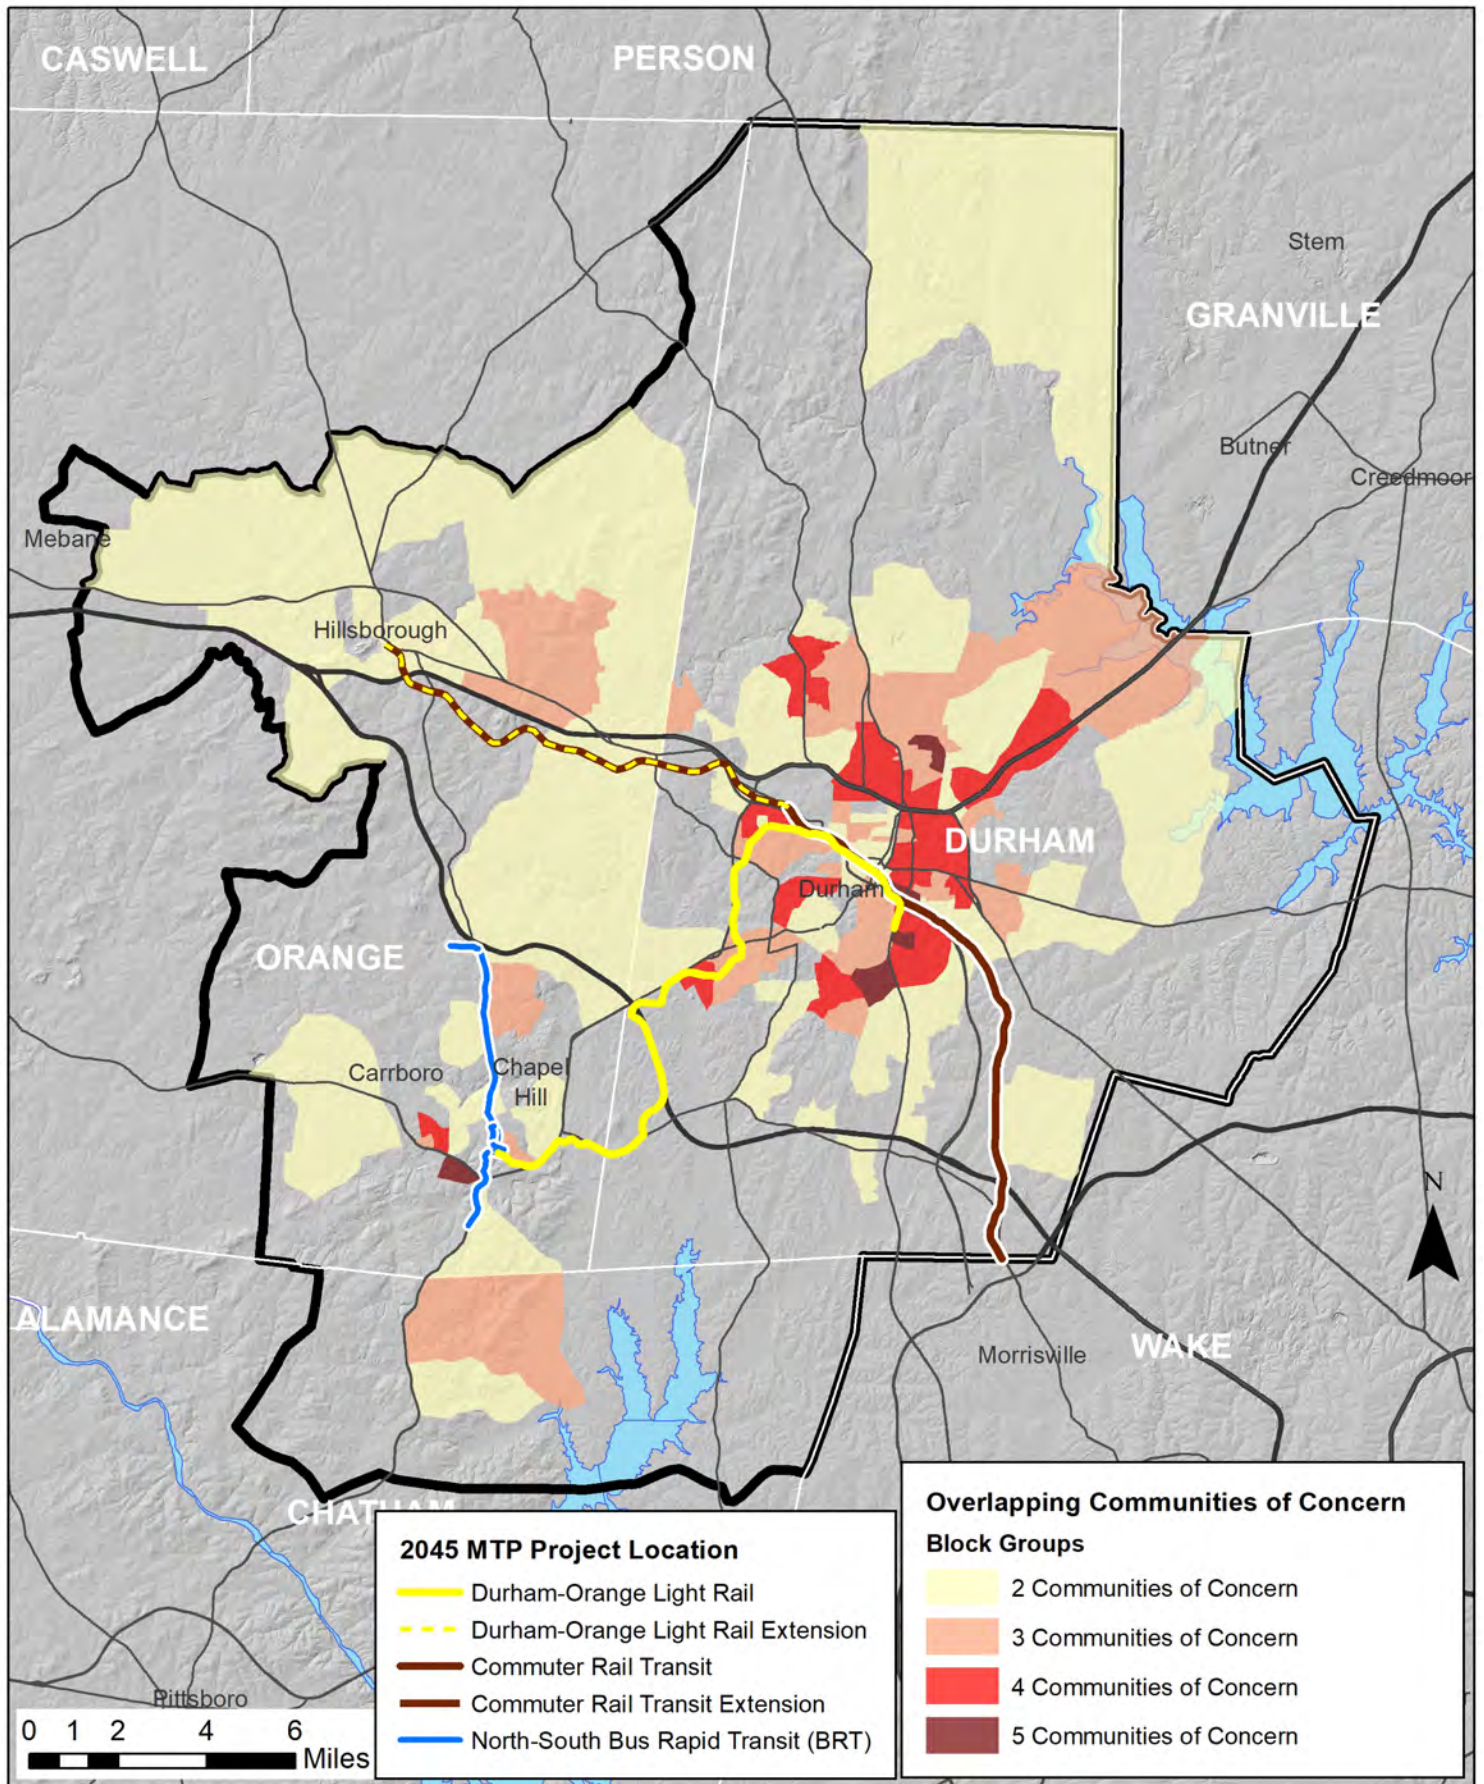 CASWELL
PERSON
Stem
GRANVILLE
Butner
Creedmoor
Mebane
Hillsborough
DURHAM
Durham
ORANGE
Carrboro
Chapel
Hill
N
ALAMANCE
Morrisville
WAKE
CHATHAM
Pittsboro
0 1 2 4 6
Miles
2045 MTP Project Location
Durham-Orange Light Rail
Durham-Orange Light Rail Extension
Commuter Rail Transit
Commuter Rail Transit Extension
North-South Bus Rapid Transit (BRT)
Overlapping Communities of Concern
Block Groups
2 Communities of Concern
3 Communities of Concern
4 Communities of Concern
5 Communities of Concern